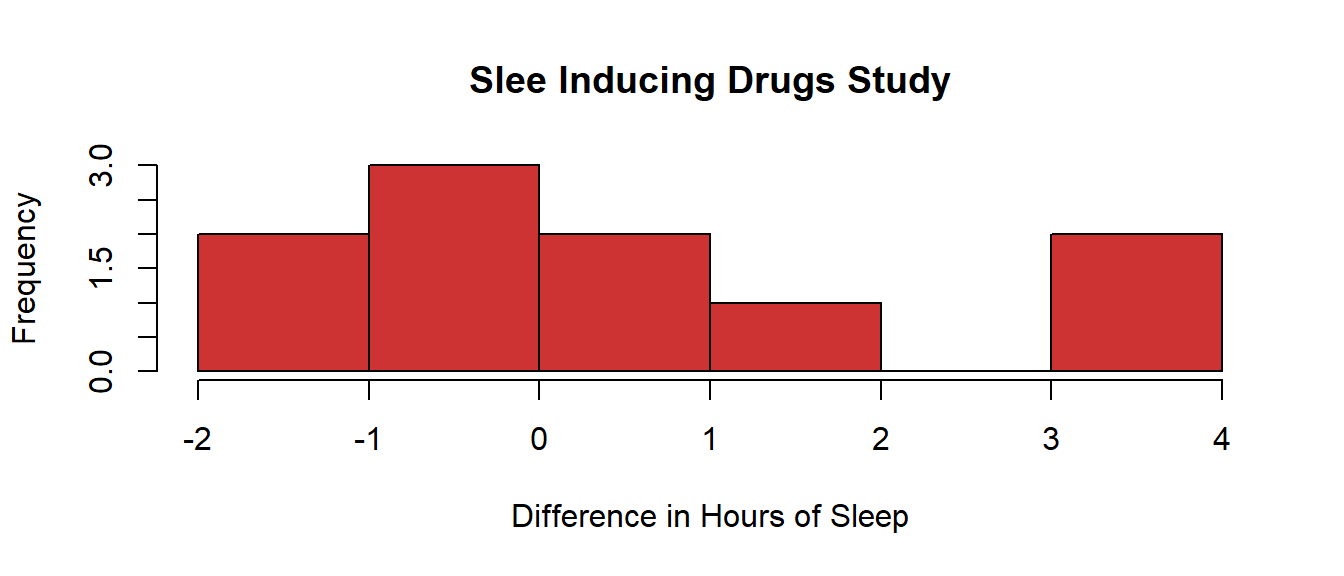 Slee Inducing Drugs Study
Frequency
3.0
1.5
0.0
-2 -1 0 1 2 3 4
Difference in Hours of Sleep